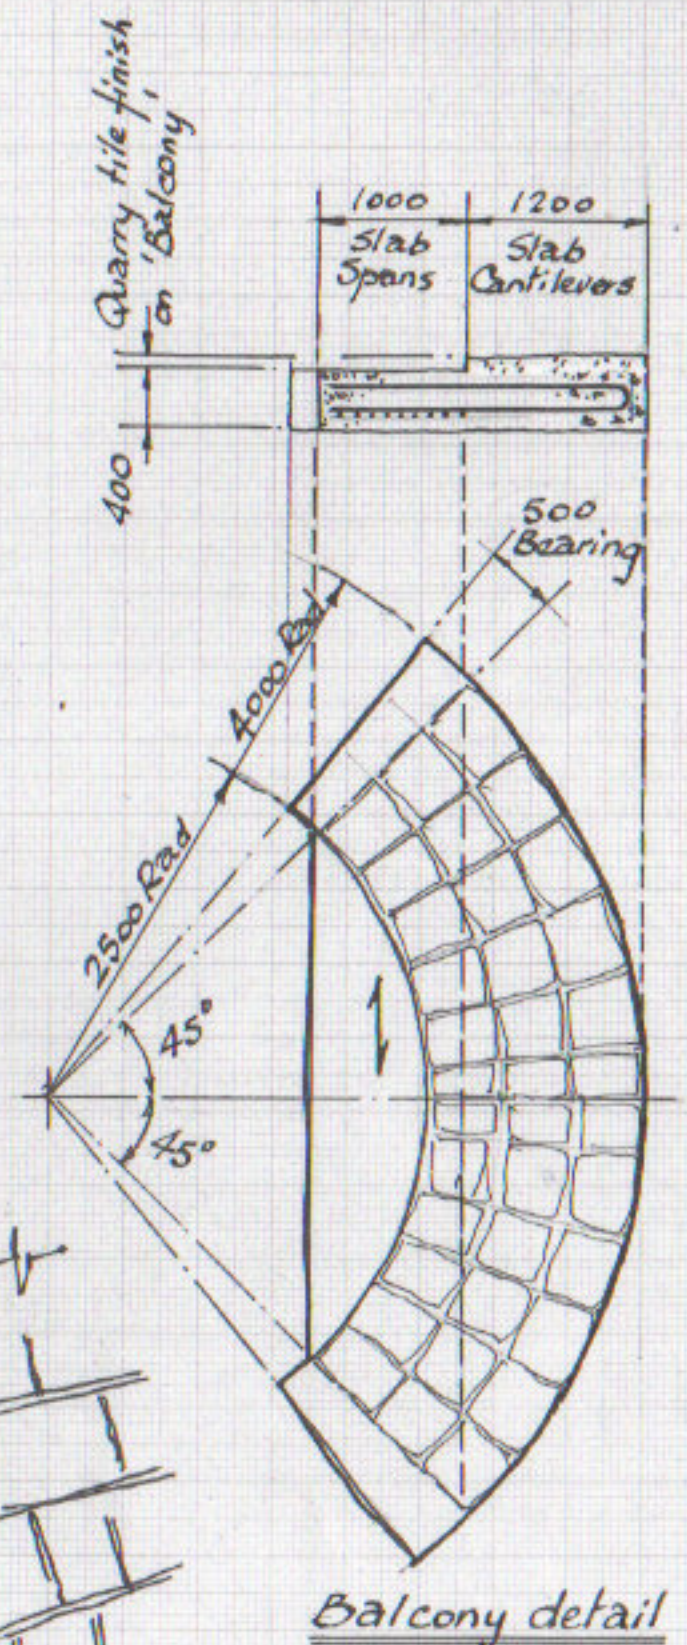 Quarry tile finish
on Balcony
1000
Slab
Spans
1200
Slab
Cantilevers
400
500
Bearing
4000 Rad
2500 Rad
45°
45°
Balcony detail